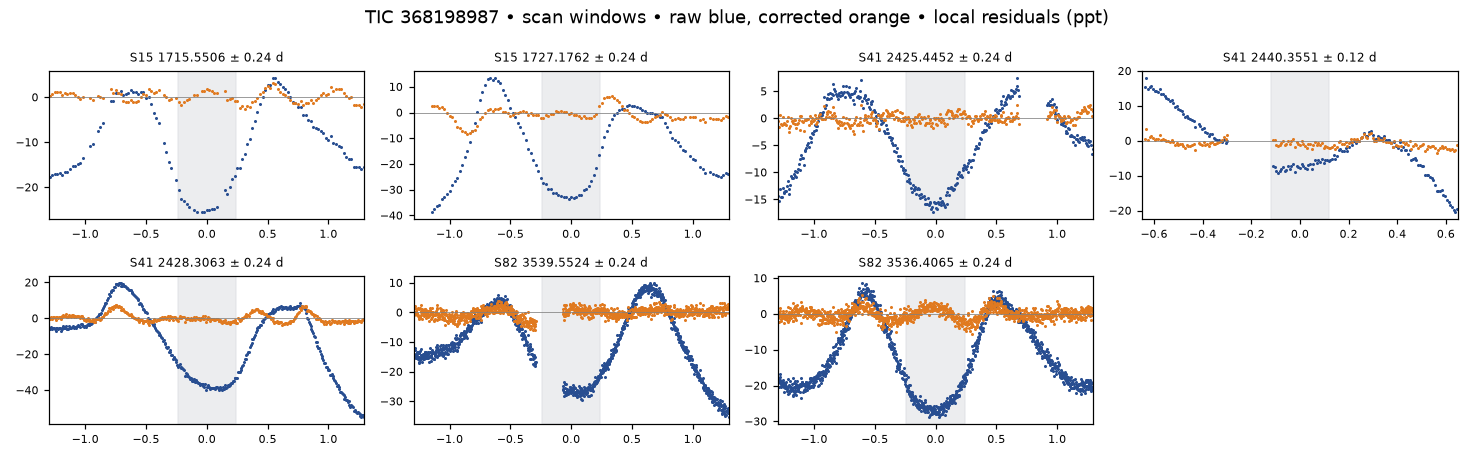 TIC 368198987 • scan windows • raw blue, corrected orange • local residuals (ppt)
S15 1715.5506 ± 0.24 d
S15 1727.1762 ± 0.24 d
S41 2425.4452 ± 0.24 d
S41 2440.3551 ± 0.12 d
0
−10
−20
−1.0 −0.5 0.0 0.5 1.0
10
0
−10
−20
−30
−40
−1.0 −0.5 0.0 0.5 1.0
5
0
−5
−10
−15
−1.0 −0.5 0.0 0.5 1.0
20
10
0
−10
−20
−0.6 −0.4 −0.2 0.0 0.2 0.4 0.6
S41 2428.3063 ± 0.24 d
S82 3539.5524 ± 0.24 d
S82 3536.4065 ± 0.24 d
20
0
−20
−40
−1.0 −0.5 0.0 0.5 1.0
10
0
−10
−20
−30
−1.0 −0.5 0.0 0.5 1.0
10
0
−10
−20
−30
−1.0 −0.5 0.0 0.5 1.0